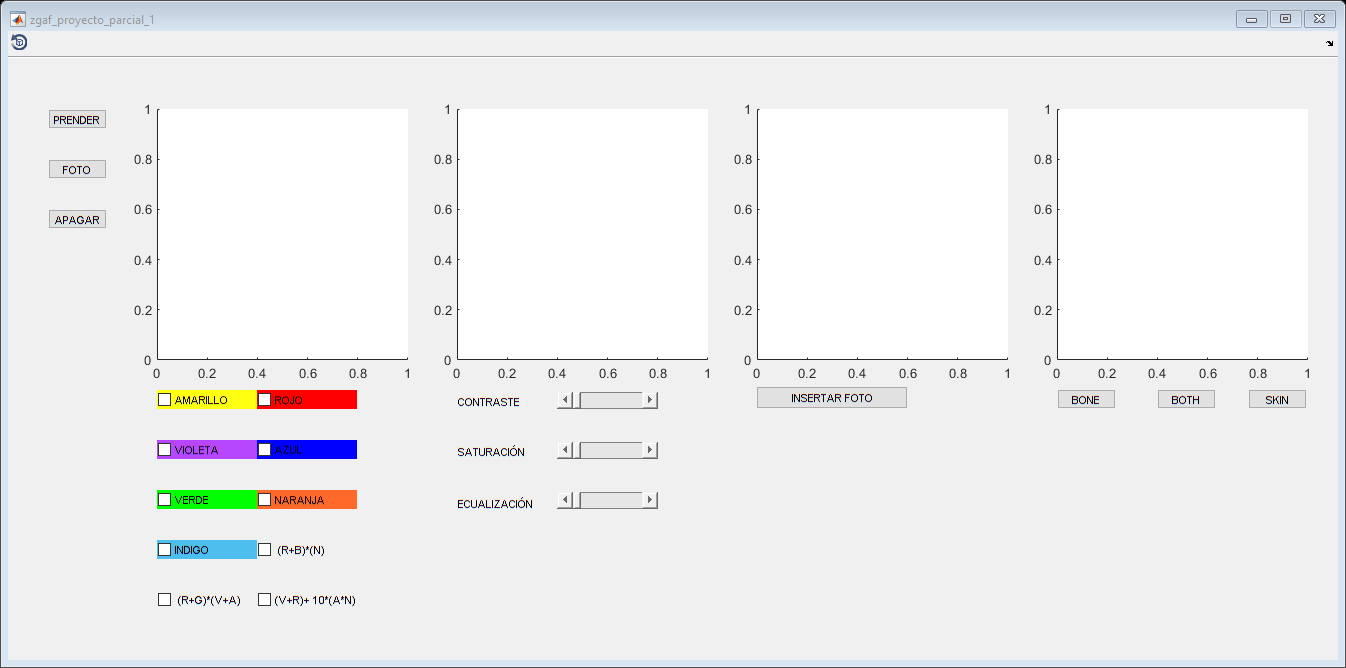 zgaf_proyecto_parcial_1
PRENDER
FOTO
APAGAR
1
0.8
0.6
0.4
0.2
0
0 0.2 0.4 0.6 0.8 1
1
0.8
0.6
0.4
0.2
0
0 0.2 0.4 0.6 0.8 1
1
0.8
0.6
0.4
0.2
0
0 0.2 0.4 0.6 0.8 1
1
0.8
0.6
0.4
0.2
0
0 0.2 0.4 0.6 0.8 1
AMARILLO ROJO
VIOLETA AZUL
VERDE NARANJA
INDIGO (R+B)*(N)
(R+G)*(V+A) (V+R)+ 10*(A*N)
CONTRASTE
SATURACIÓN
ECUALIZACIÓN
INSERTAR FOTO
BONE BOTH SKIN